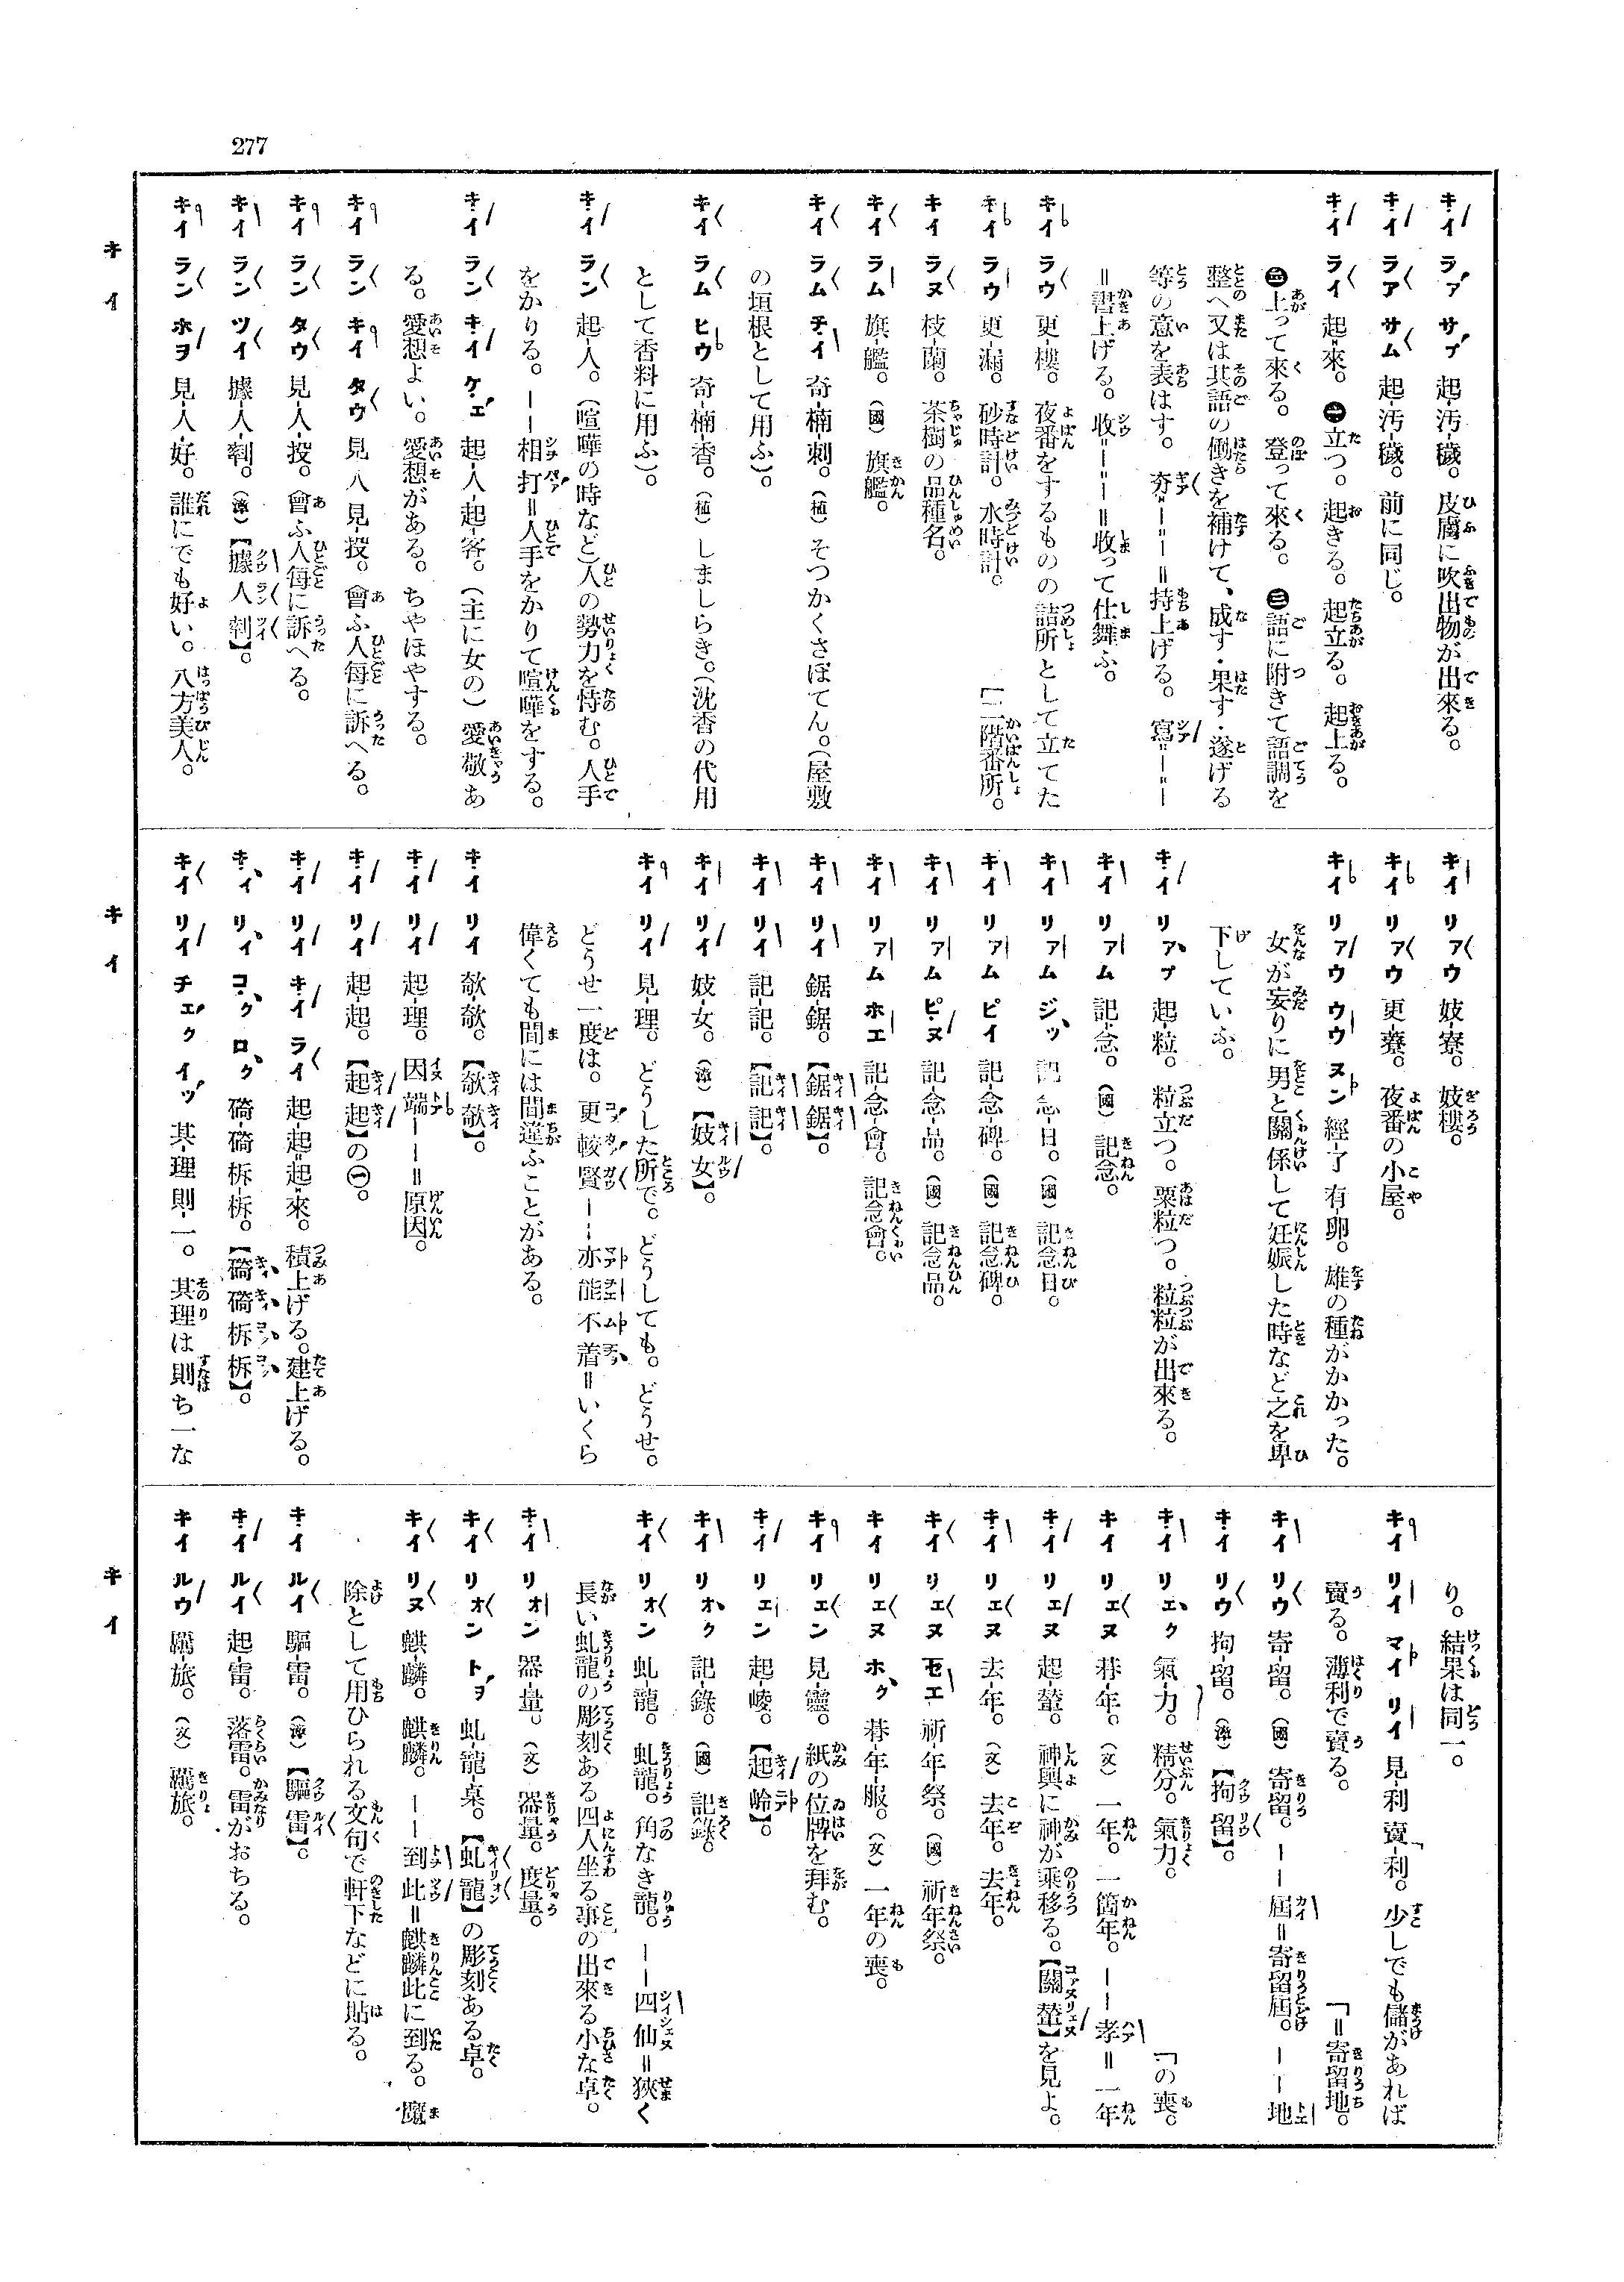 277
キイ ラア サプ 起-汚-穢。皮膚に吹出物が出來る。
キイ ラア サム 起-汚-穢。前に同じ。
キイ ライ 起-來。㊀立つ。起きる。起立る。起上る。
㊁上って來る。登って來る。㊂語に附きて語調を
整へ又は其語の働きを補けて、成す・果す・遂げる
等の意を表はす。夯-ー-ー＝持上げる。寫-ー-ー
＝書上げる。收-ー-ー＝收って仕舞ふ。
キイ ラウ 更-樓。夜番をするものの詰所として立てた
キイ ラウ 更-漏。砂時計。水時計。 〔二階番所。
キイ ラヌ 枝-蘭。茶樹の品種名。
キイ ラム 旗-艦。（國）旗艦。
キイ ラム チイ 奇-楠-刺。（植）そつかくさぼてん。（屋敷
の垣根として用ふ）。
キイ ラム ヒウ 奇-楠-香。（植）しましらき。（沈香の代用
として香料に用ふ）。
キイ ラン 起-人。（喧嘩の時など）人の勢力を恃む。人手
をかりる。ーー相打＝人手をかりて喧嘩をする。
キイ ラン キイ ケェ 起-人-起-客。（主に女の）愛敬あ
る。愛想よい。愛想がある。ちやほやする。
キイ ラン キイ タウ 見 人 見-投。會ふ人每に訴へる。
キイ ラン タウ 見-人-投。會ふ人每に訴へる。
キイ ラン ツイ 據-人-剢。（漳）【據人剢】。
キイ ラン ホヲ 見-人-好。誰にでも好い。八方美人。
キイ
キイ リアウ 妓-寮。妓樓。
キイ リアウ 更-寮。夜番の小屋。
キイ リアウ ウウ ヌン 經-了 有-卵。雄の種がかかった。
女が妄りに男と關係して妊娠した時など之を卑
下していふ。
キイ リアプ 起-粒。粒立つ。粟粒つ。粒粒が出來る。
キイ リアム 記-念。（國）記念。
キイ リアム ジッ 記-念-日。（國）記念日。
キイ リアム ピイ 記-念-碑。（國）記念碑。
キイ リアム ピヌ 記-念-品。（國）記念品。
キイ リアム ホエ 記-念-會。記念會。
キイ リイ 鋸-鋸。【鋸鋸】。
キイ リイ 記-記。【記記】。
キイ リイ 妓-女。（漳）【妓女】。
キイ リイ 見-理。どうした所で。どうしても。どうせ。
どうせ一度は。更較賢ーー亦能不着＝いくら
偉くても間には間違ふことがある。
キイ リイ 欹-欹。【欹欹】。
キイ リイ 起-理。因端ーー＝原因。
キイ リイ 起-起。【起起】の㊀。
キイ リイ キイ ライ 起-起-起-來。積上げる。建上げる。
キイ リイ コク ロク 碕-碕 柝-柝。【碕碕柝柝】。
キイ リイ チエク イツ 其-理 則-一。其理は則ち一な
キイ
り。結果は同一。
キイ リイ マイ リイ 見-利 賣-利。少しでも儲があれば
賣る。薄利で賣る。
キイ リウ 寄-留。（國）寄留。ーー屆＝寄留屆。ーー地
キイ リウ 拘-留。（漳）【拘留】。 〔＝寄留地。
キイ リェク 氣-力。精分。氣力。
キイ リェヌ 朞-年。（文）一年。一箇年。ーー孝＝一年
〔の喪。
キイ リェヌ 起-輦。神輿に神が乘移る。【關輦】を見よ。
キイ リェヌ 去-年。（文）去年。去年。
キイ リェヌ セエ 祈-年-祭。（國）祈年祭。
キイ リェヌ ホク 朞-年-服。（文）一年の喪。
キイ リェン 見-靈。紙の位牌を拜む。
キイ リェン 起-崚。【起崚】。
キイ リオク 記-錄。（國）記錄。
キイ リオン 虬-龍。虬龍。角なき龍。ーー四仙＝狹く
長い虬龍の彫刻ある四人坐る事の出來る小な卓。
キイ リオン 器-量。（文）器量。度量。
キイ リオン トヲ 虬-龍-桌。【虬龍】の彫刻ある卓。
キイ リヌ 麒-麟。麒麟。ーー到此＝麒麟此に到る。魔
除として用ひられる文句で軒下などに貼る。
キイ ルイ 驅-雷。（漳）【驅雷】。
キイ ルイ 起-雷。落雷。雷がおちる。
キイ ルウ 羈-旅。（文）羈旅。
キイ